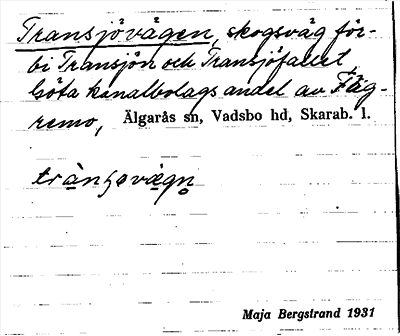 Transjövägen, skogsväg för-
bi Transjön och Transjöfallet,
Göta kanalbolags andel av Fäg-
remo, Älgarås sn, Vadsbo hd, Skarab. l.
Maja Bergstrand 1931